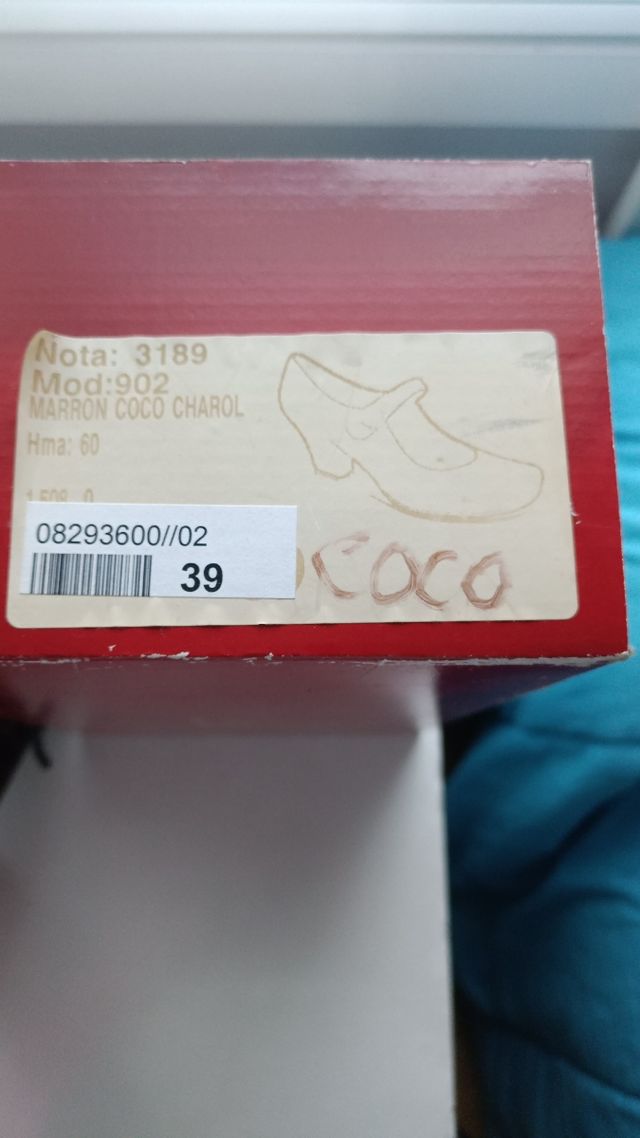 Nota: 3189
Mod:902
MARRON COCO CHAROL
Hma: 60
08293600//02
39
COCO